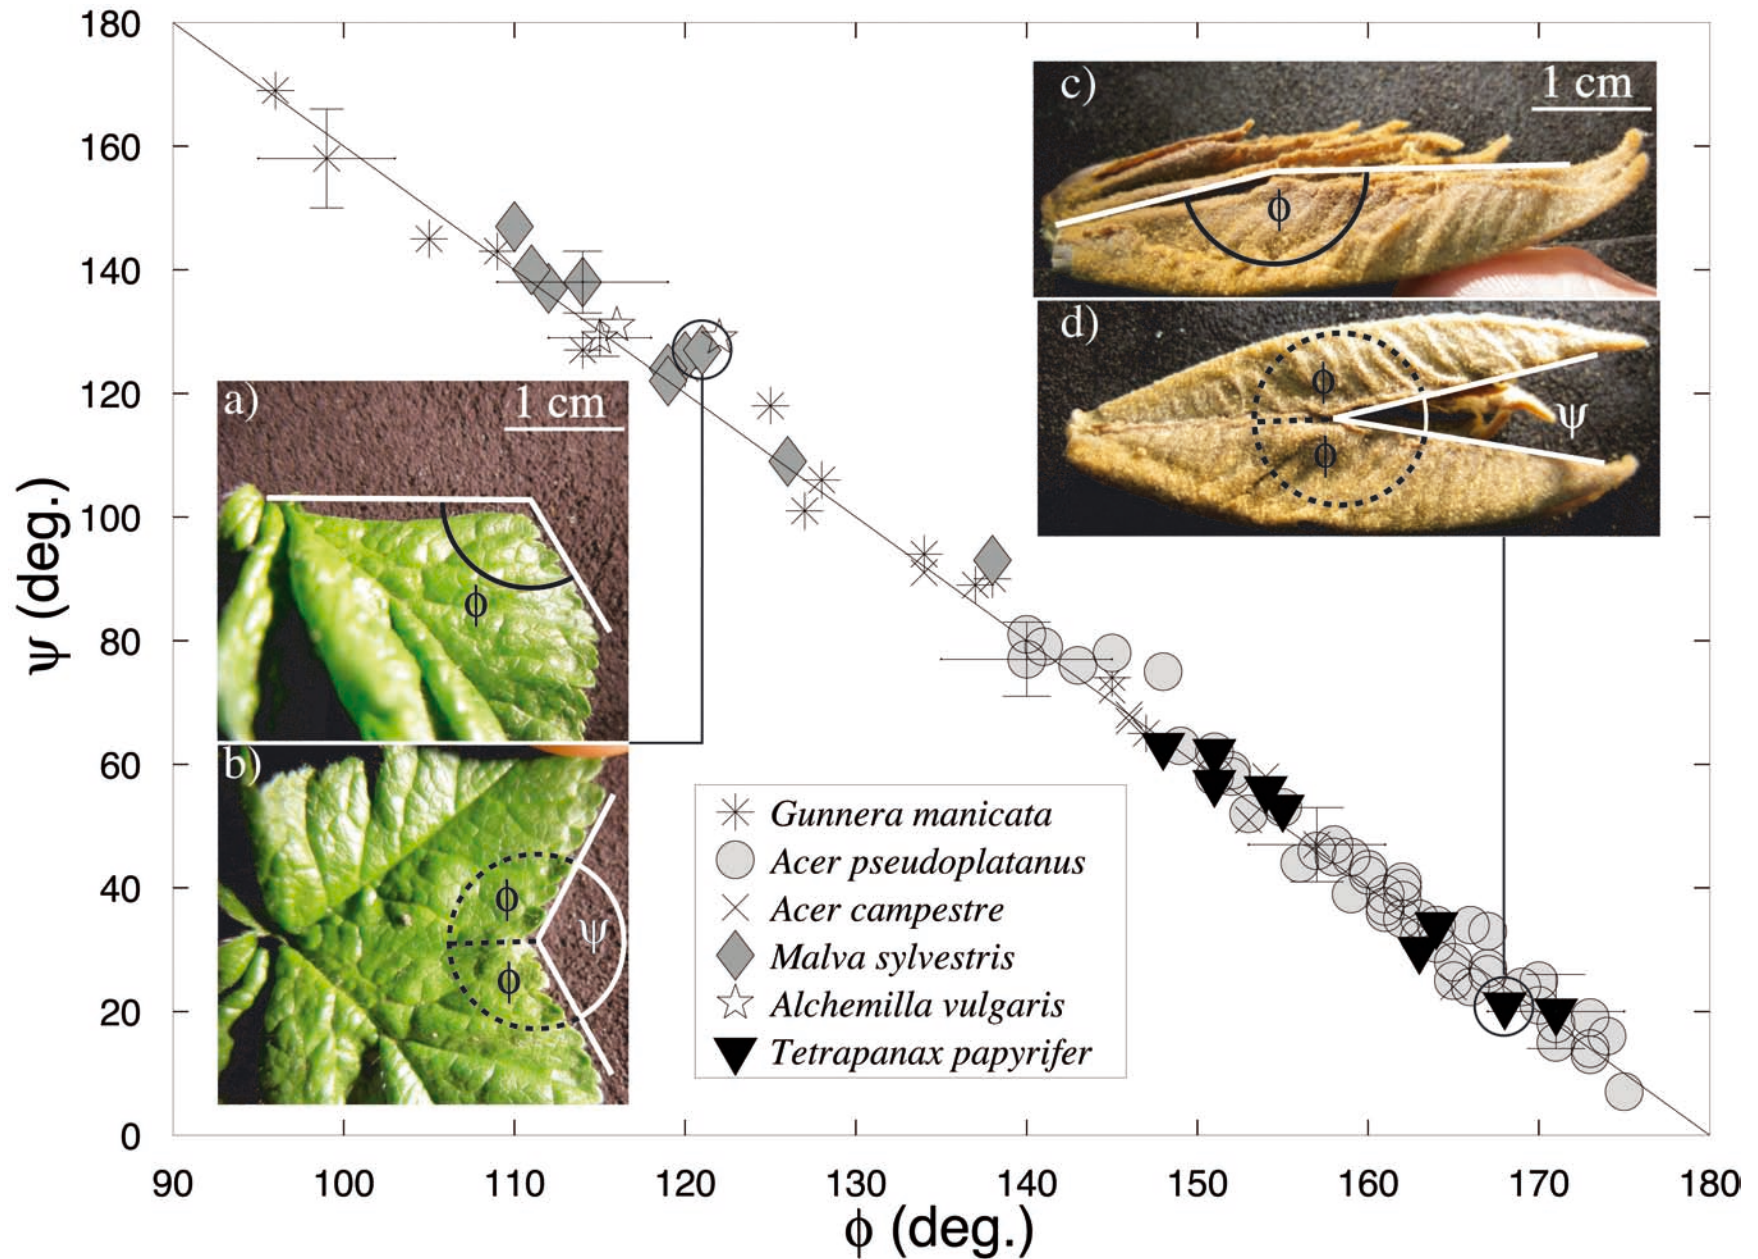 180
160
140
120
100
80
60
40
20
0
ψ (deg.)
90 100 110 120 130 140 150 160 170 180
ϕ (deg.)
a)
1 cm
ϕ
b)
ϕ
ψ
ϕ
c)
1 cm
ϕ
d)
ϕ
ψ
ϕ
Gunnera manicata
Acer pseudoplatanus
Acer campestre
Malva sylvestris
Alchemilla vulgaris
Tetrapanax papyrifer